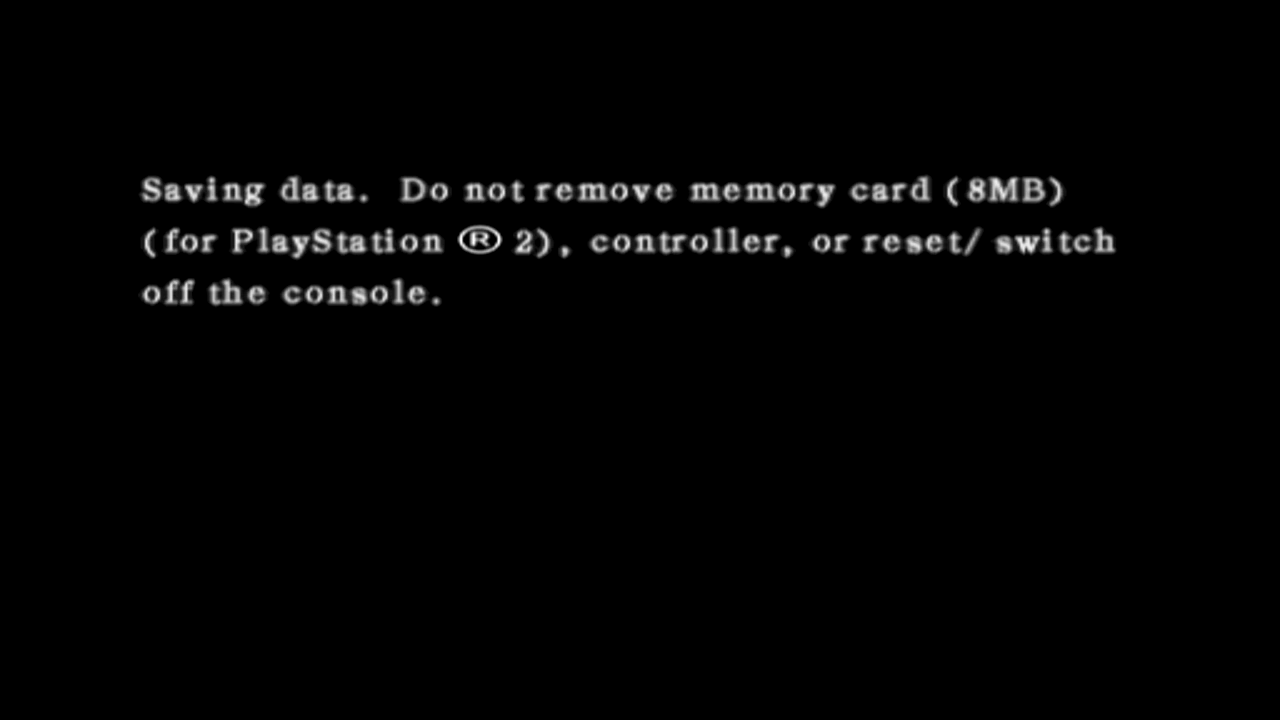 Saving data.  Do not remove memory card (8MB)
(for PlayStation ® 2), controller, or reset/ switch
off the console.